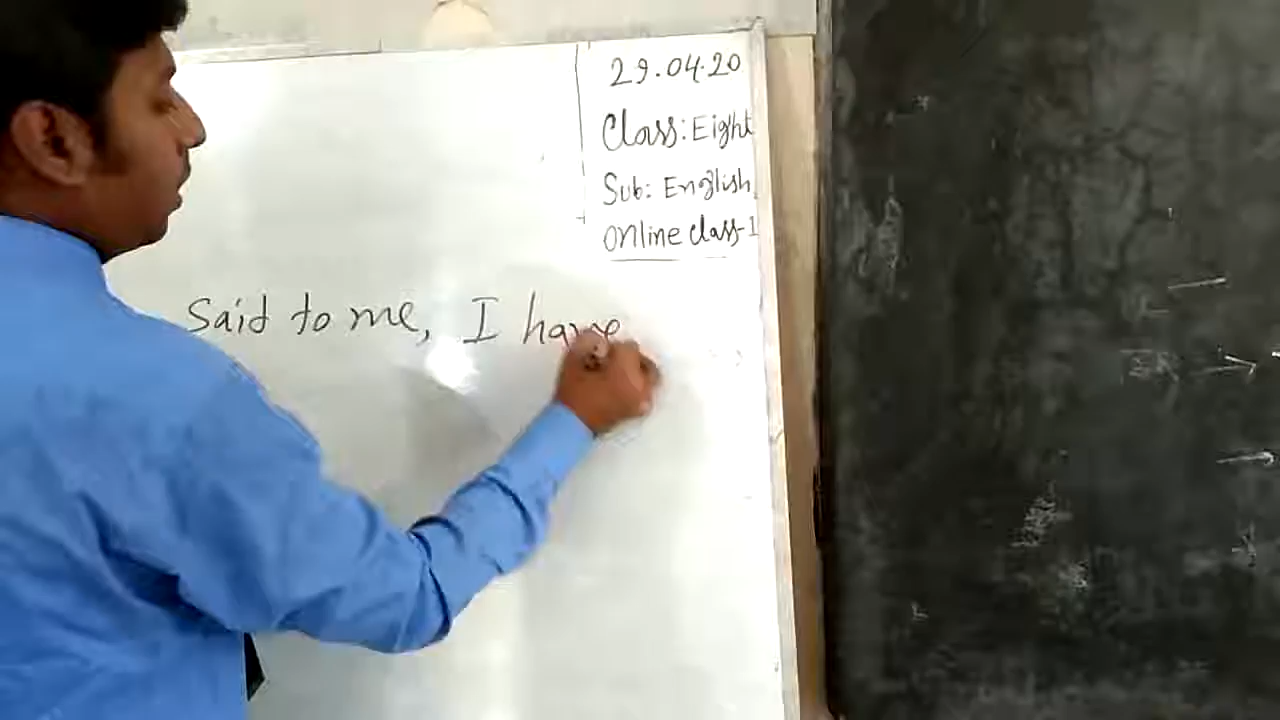 29.04.20
Class: Eight
Sub: English
Online class-1
Said to me, I have